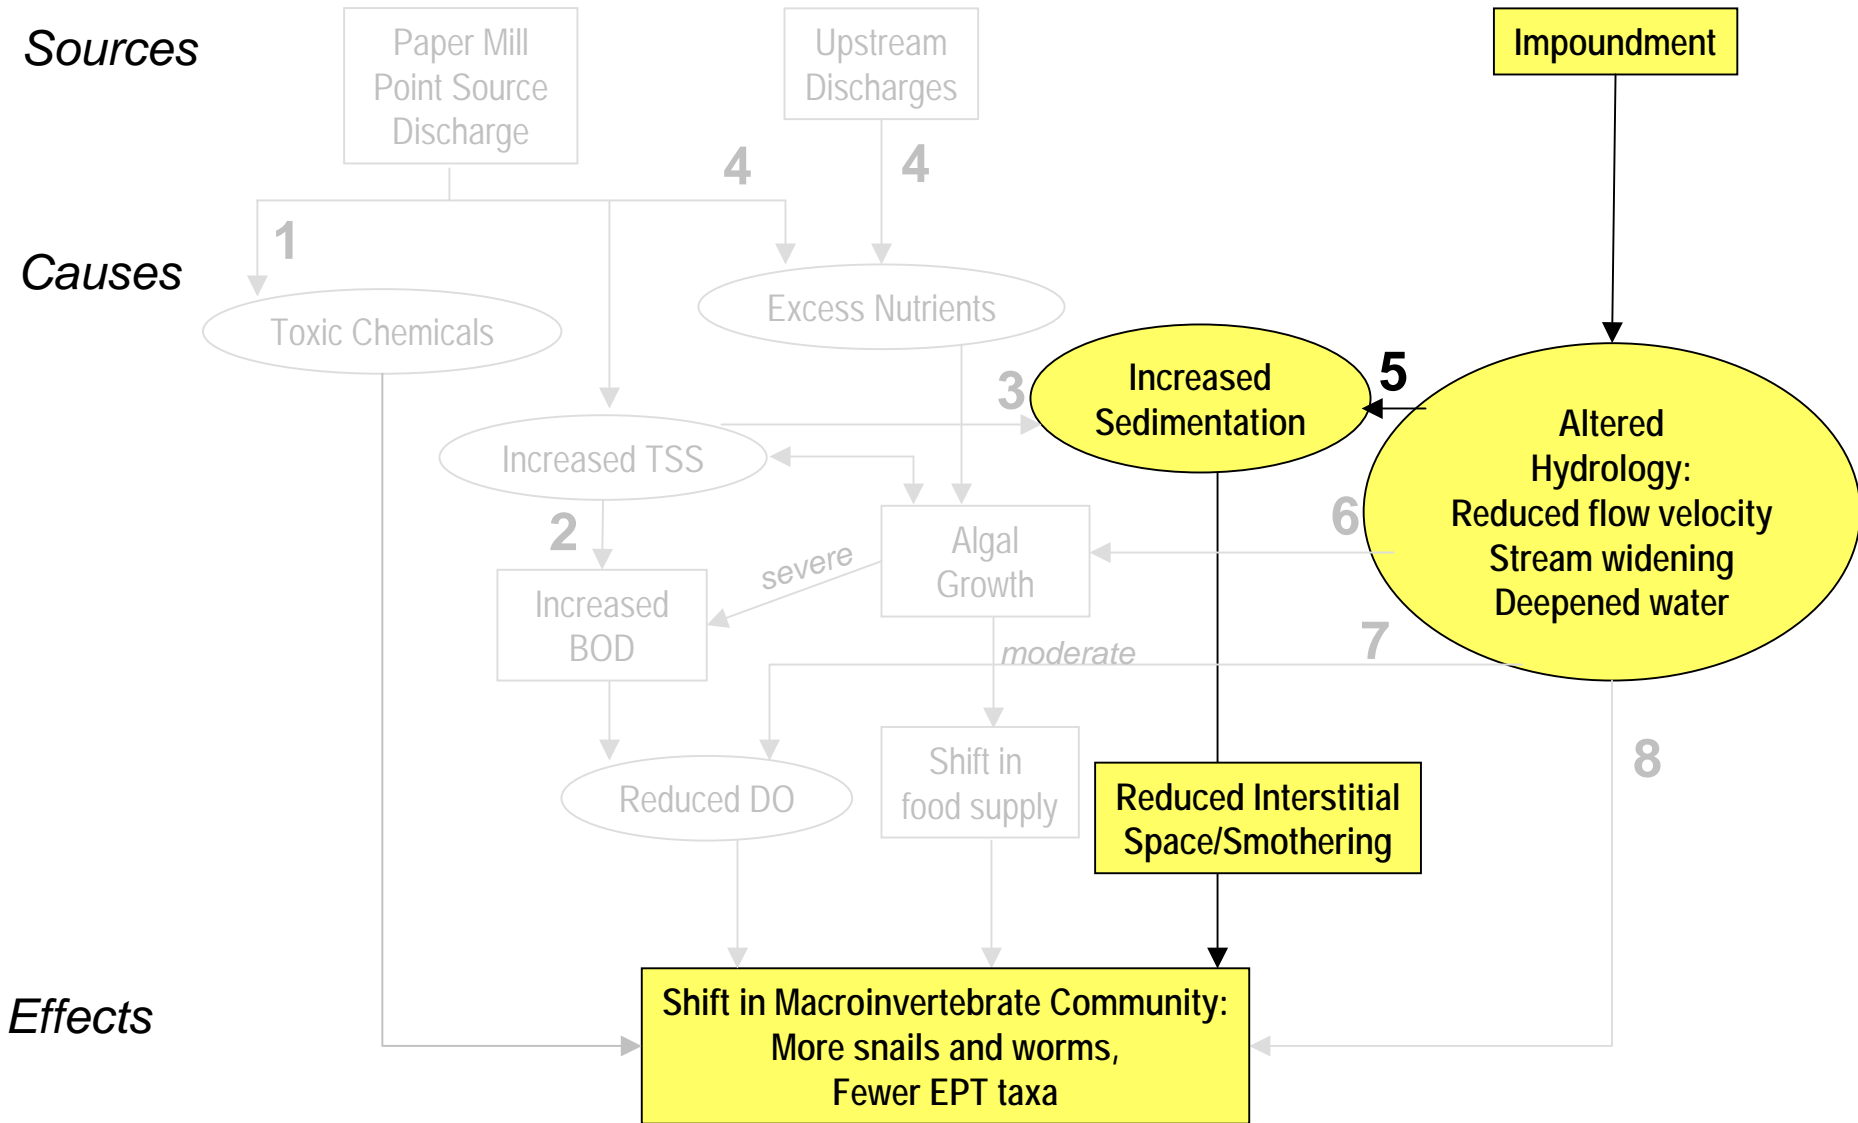 Sources
Paper Mill
Point Source
Discharge
Upstream
Discharges
Impoundment
4
4
1
Causes
Toxic Chemicals
Excess Nutrients
3
Increased
Sedimentation
5
Altered
Hydrology:
Reduced flow velocity
Stream widening
Deepened water
Increased TSS
2
6
severe
Algal
Growth
Increased
BOD
moderate
7
Reduced DO
Shift in
food supply
Reduced Interstitial
Space/Smothering
8
Effects
Shift in Macroinvertebrate Community:
More snails and worms,
Fewer EPT taxa